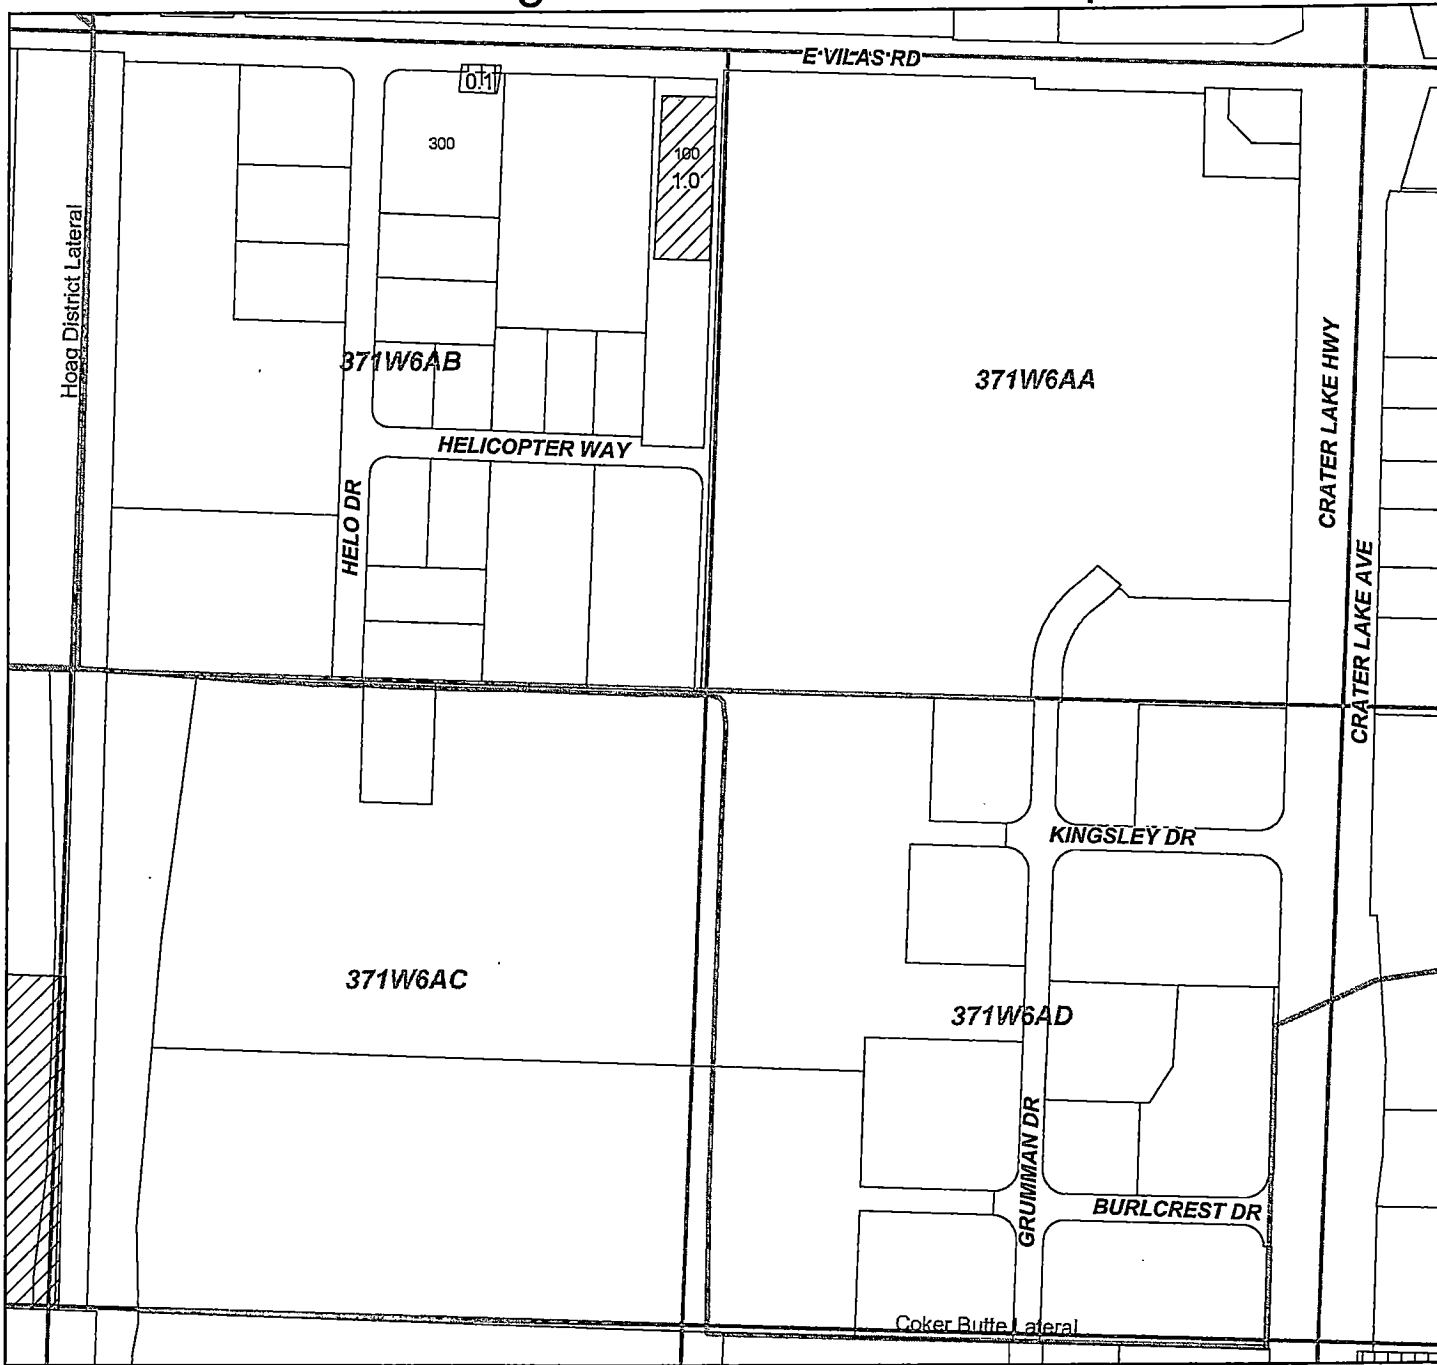 E VILAS RD
0.1
300
100
1.0
Hoag District Lateral
371W6AB
371W6AA
CRATER LAKE HWY
HELICOPTER WAY
HELO DR
CRATER LAKE AVE
KINGSLEY DR
371W6AC
371W6AD
GRUMMAN DR
BURLCREST DR
Coker Butte Lateral